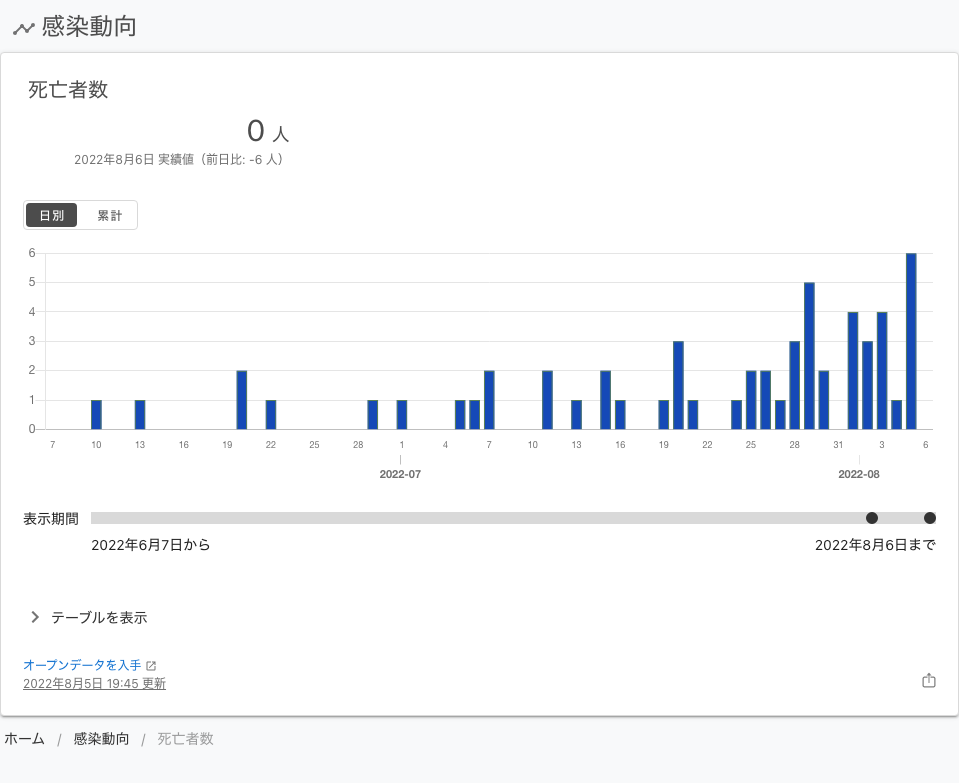 感染動向
死亡者数
0 人
2022年8月6日 実績値（前日比: -6 人）
日別 累計
6
5
4
3
2
1
0
7 10 13 16 19 22 25 28 1 4 7 10 13 16 19 22 25 28 31 3 6
2022-07 2022-08
表示期間
2022年6月7日から 2022年8月6日まで
テーブルを表示
オープンデータを入手
2022年8月5日 19:45 更新
ホーム / 感染動向 / 死亡者数